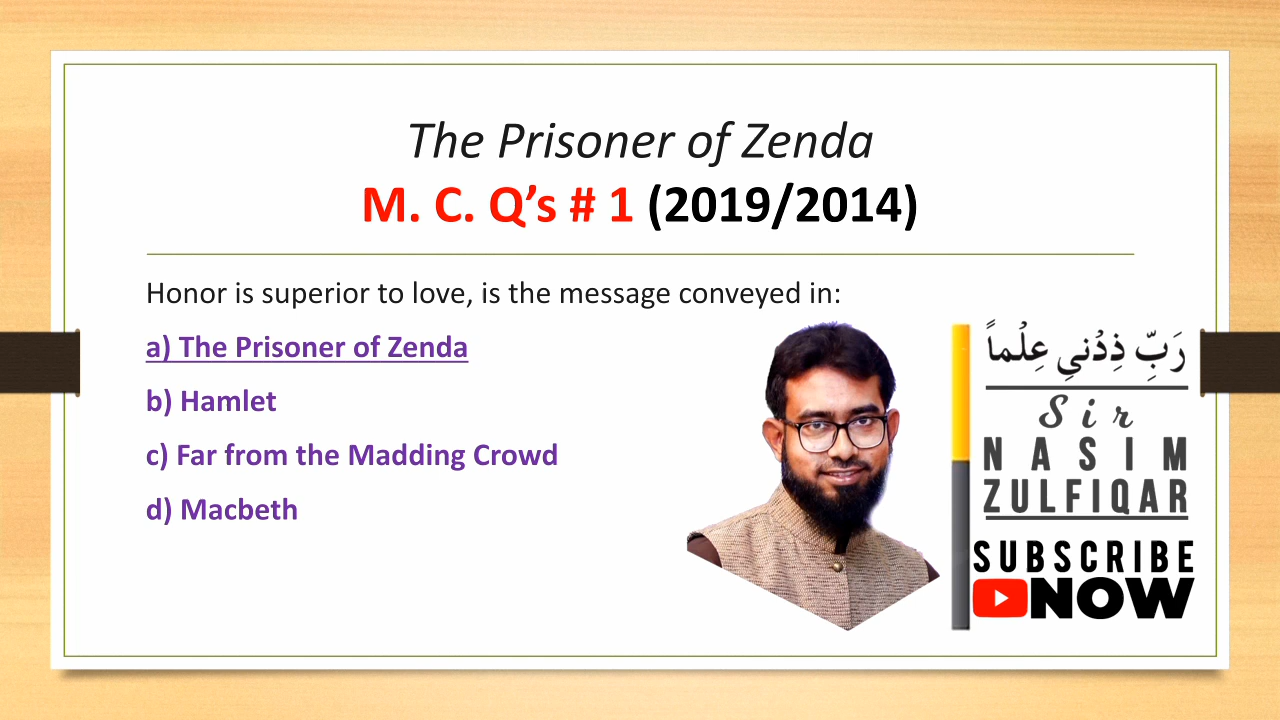 The Prisoner of Zenda
M. C. Q’s # 1 (2019/2014)
Honor is superior to love, is the message conveyed in:
a) The Prisoner of Zenda
b) Hamlet
c) Far from the Madding Crowd
d) Macbeth
رَبِّ ذِدْنيِ عِلْماً
Sir
NASIM
ZULFIQAR
SUBSCRIBE
NOW